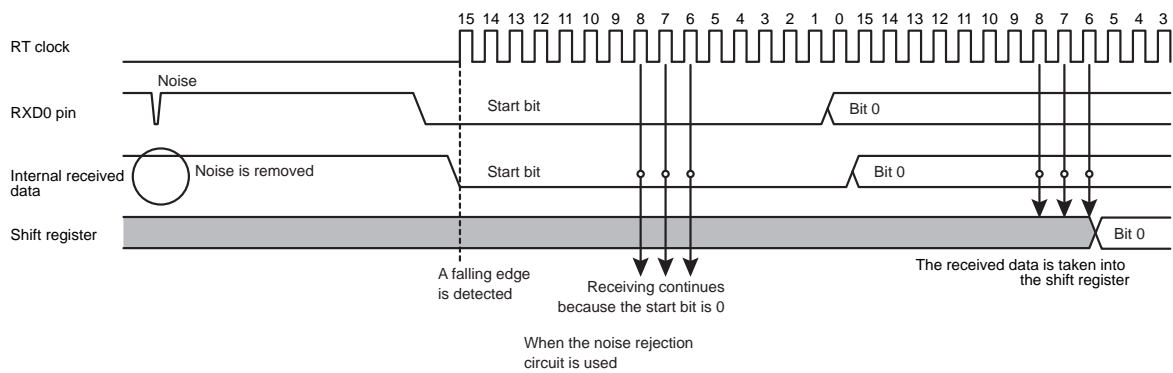 15 14 13 12 11 10 9 8 7 6 5 4 3 2 1 0 15 14 13 12 11 10 9 8 7 6 5 4 3
RT clock
Noise
RXD0 pin
Start bit
Bit 0
Internal received
data
Noise is removed
Start bit
Bit 0
Shift register
Bit 0
A falling edge
is detected
Receiving continues
because the start bit is 0
The received data is taken into
the shift register
When the noise rejection
circuit is used